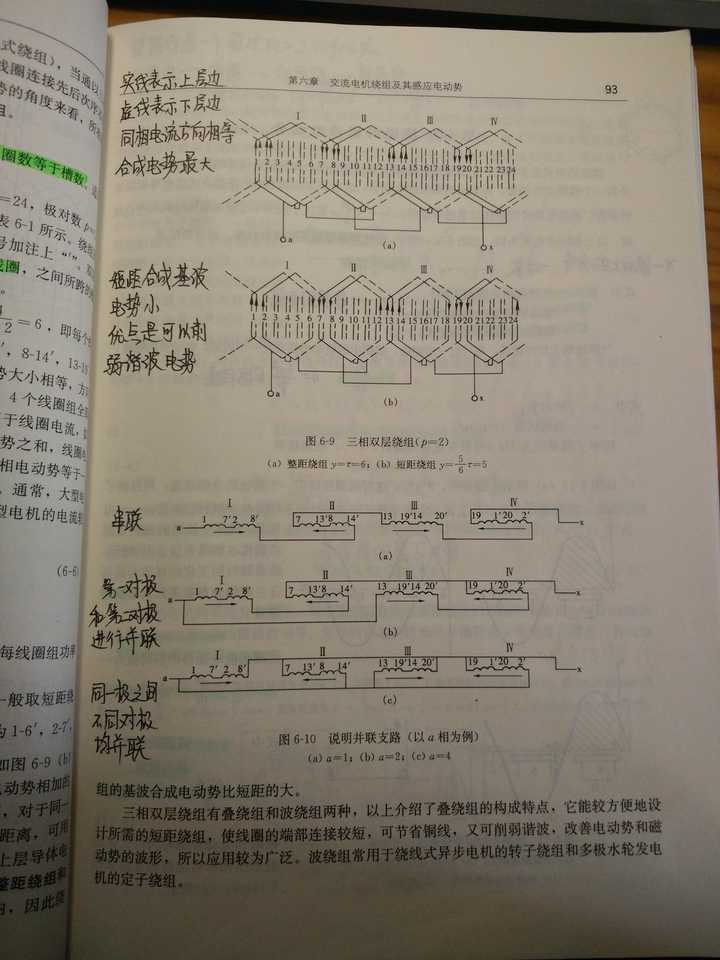 式绕组），当通以
线圈连接先后次序
势的角度来看，所
组。
圈数等于槽数
=24，极对数 p=
表 6-1 所示。绕组
号加注上“′”。
线圈，之间所跨的
= 6，即每个
′，8-14′，13-19
势大小相等，方
4 个线圈组全部
于线圈电流，
势之和，线圈
相电动势等于一
。通常，大型电
型电机的电流
(6-6)
每线圈组功率
一般取短距绕
为 1-6′，2-7′，
如图 6-9 (b)
电动势相加的
，对于同一
距离，可用
上层导体电
整距绕组和
，因此绕
第六章 交流电机绕组及其感应电动势
93
实线表示上层边
虚线表示下层边
同相电流方向相等
合成电势最大
Ⅰ Ⅱ Ⅲ Ⅳ
1 2 3 4 5 6 7 8 9 10 11 12 13 14 15 16 17 18 19 20 21 22 23 24
a x
(a)
短距合成基波
电势小
优点是可以削
弱谐波电势
Ⅰ Ⅱ Ⅲ Ⅳ
1 2 3 4 5 6 7 8 9 10 11 12 13 14 15 16 17 18 19 20 21 22 23 24
a x
(b)
图 6-9 三相双层绕组(p=2)
(a) 整距绕组 y=τ=6；(b) 短距绕组 y=5/6τ=5
串联
Ⅰ Ⅱ Ⅲ Ⅳ
a 1 7′ 2 8′ 7 13′ 8 14′ 13 19′ 14 20′ 19 1′ 20 2′ x
(a)
第一对极
和第二对极
进行并联
Ⅰ Ⅱ Ⅲ Ⅳ
a 1 7′ 2 8′ 7 13′ 8 14′ 13 19′ 14 20′ 19 1′ 20 2′ x
(b)
同一极之间
不同对极
均并联
Ⅰ Ⅱ Ⅲ Ⅳ
a 1 7′ 2 8′ 7 13′ 8 14′ 13 19′ 14 20′ 19 1′ 20 2′ x
(c)
图 6-10 说明并联支路（以 a 相为例）
(a) a=1; (b) a=2; (c) a=4
组的基波合成电动势比短距的大。
三相双层绕组有叠绕组和波绕组两种，以上介绍了叠绕组的构成特点，它能较方便地设
计所需的短距绕组，使线圈的端部连接较短，可节省铜线，又可削弱谐波，改善电动势和磁
动势的波形，所以应用较为广泛。波绕组常用于绕线式异步电机的转子绕组和多极水轮发电
机的定子绕组。